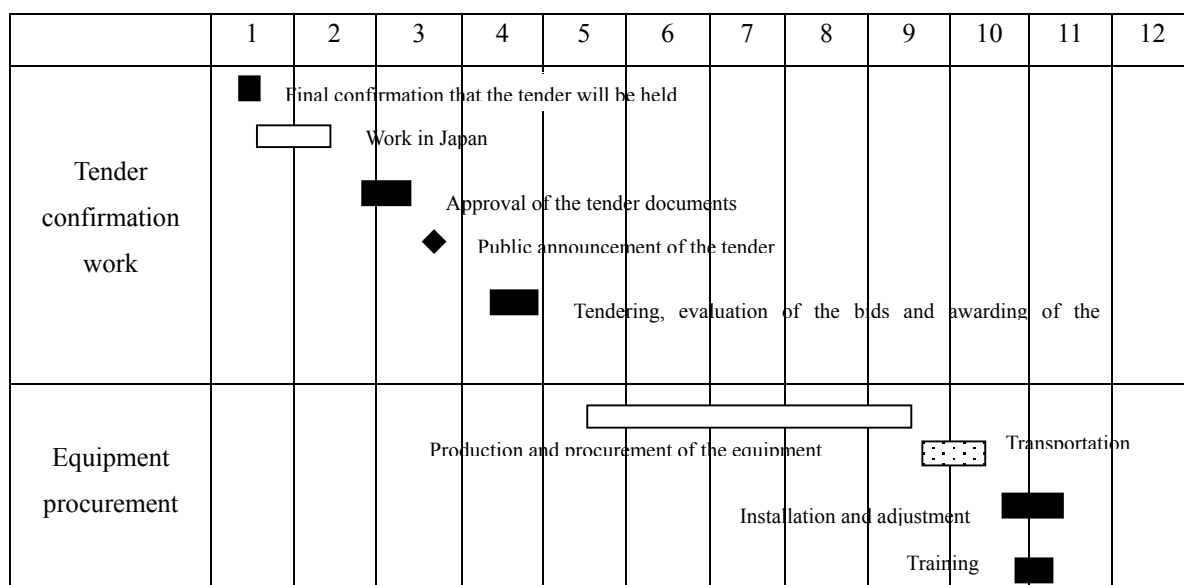 1 2 3 4 5 6 7 8 9 10 11 12
Tender
confirmation
work
Final confirmation that the tender will be held
Work in Japan
Approval of the tender documents
Public announcement of the tender
Tendering, evaluation of the bids and awarding of the
Equipment
procurement
Production and procurement of the equipment
Transportation
Installation and adjustment
Training